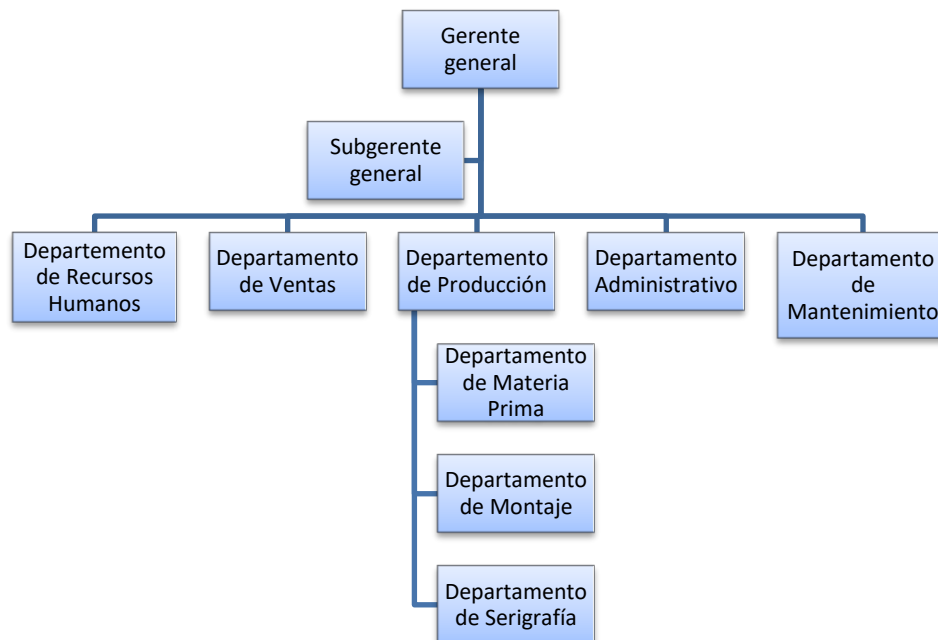 Gerente
general
Subgerente
general
Departemento
de Recursos
Humanos
Departamento
de Ventas
Departemento
de Producción
Departamento
Administrativo
Departamento
de
Mantenimiento
Departamento
de Materia
Prima
Departamento
de Montaje
Departamento
de Serigrafía